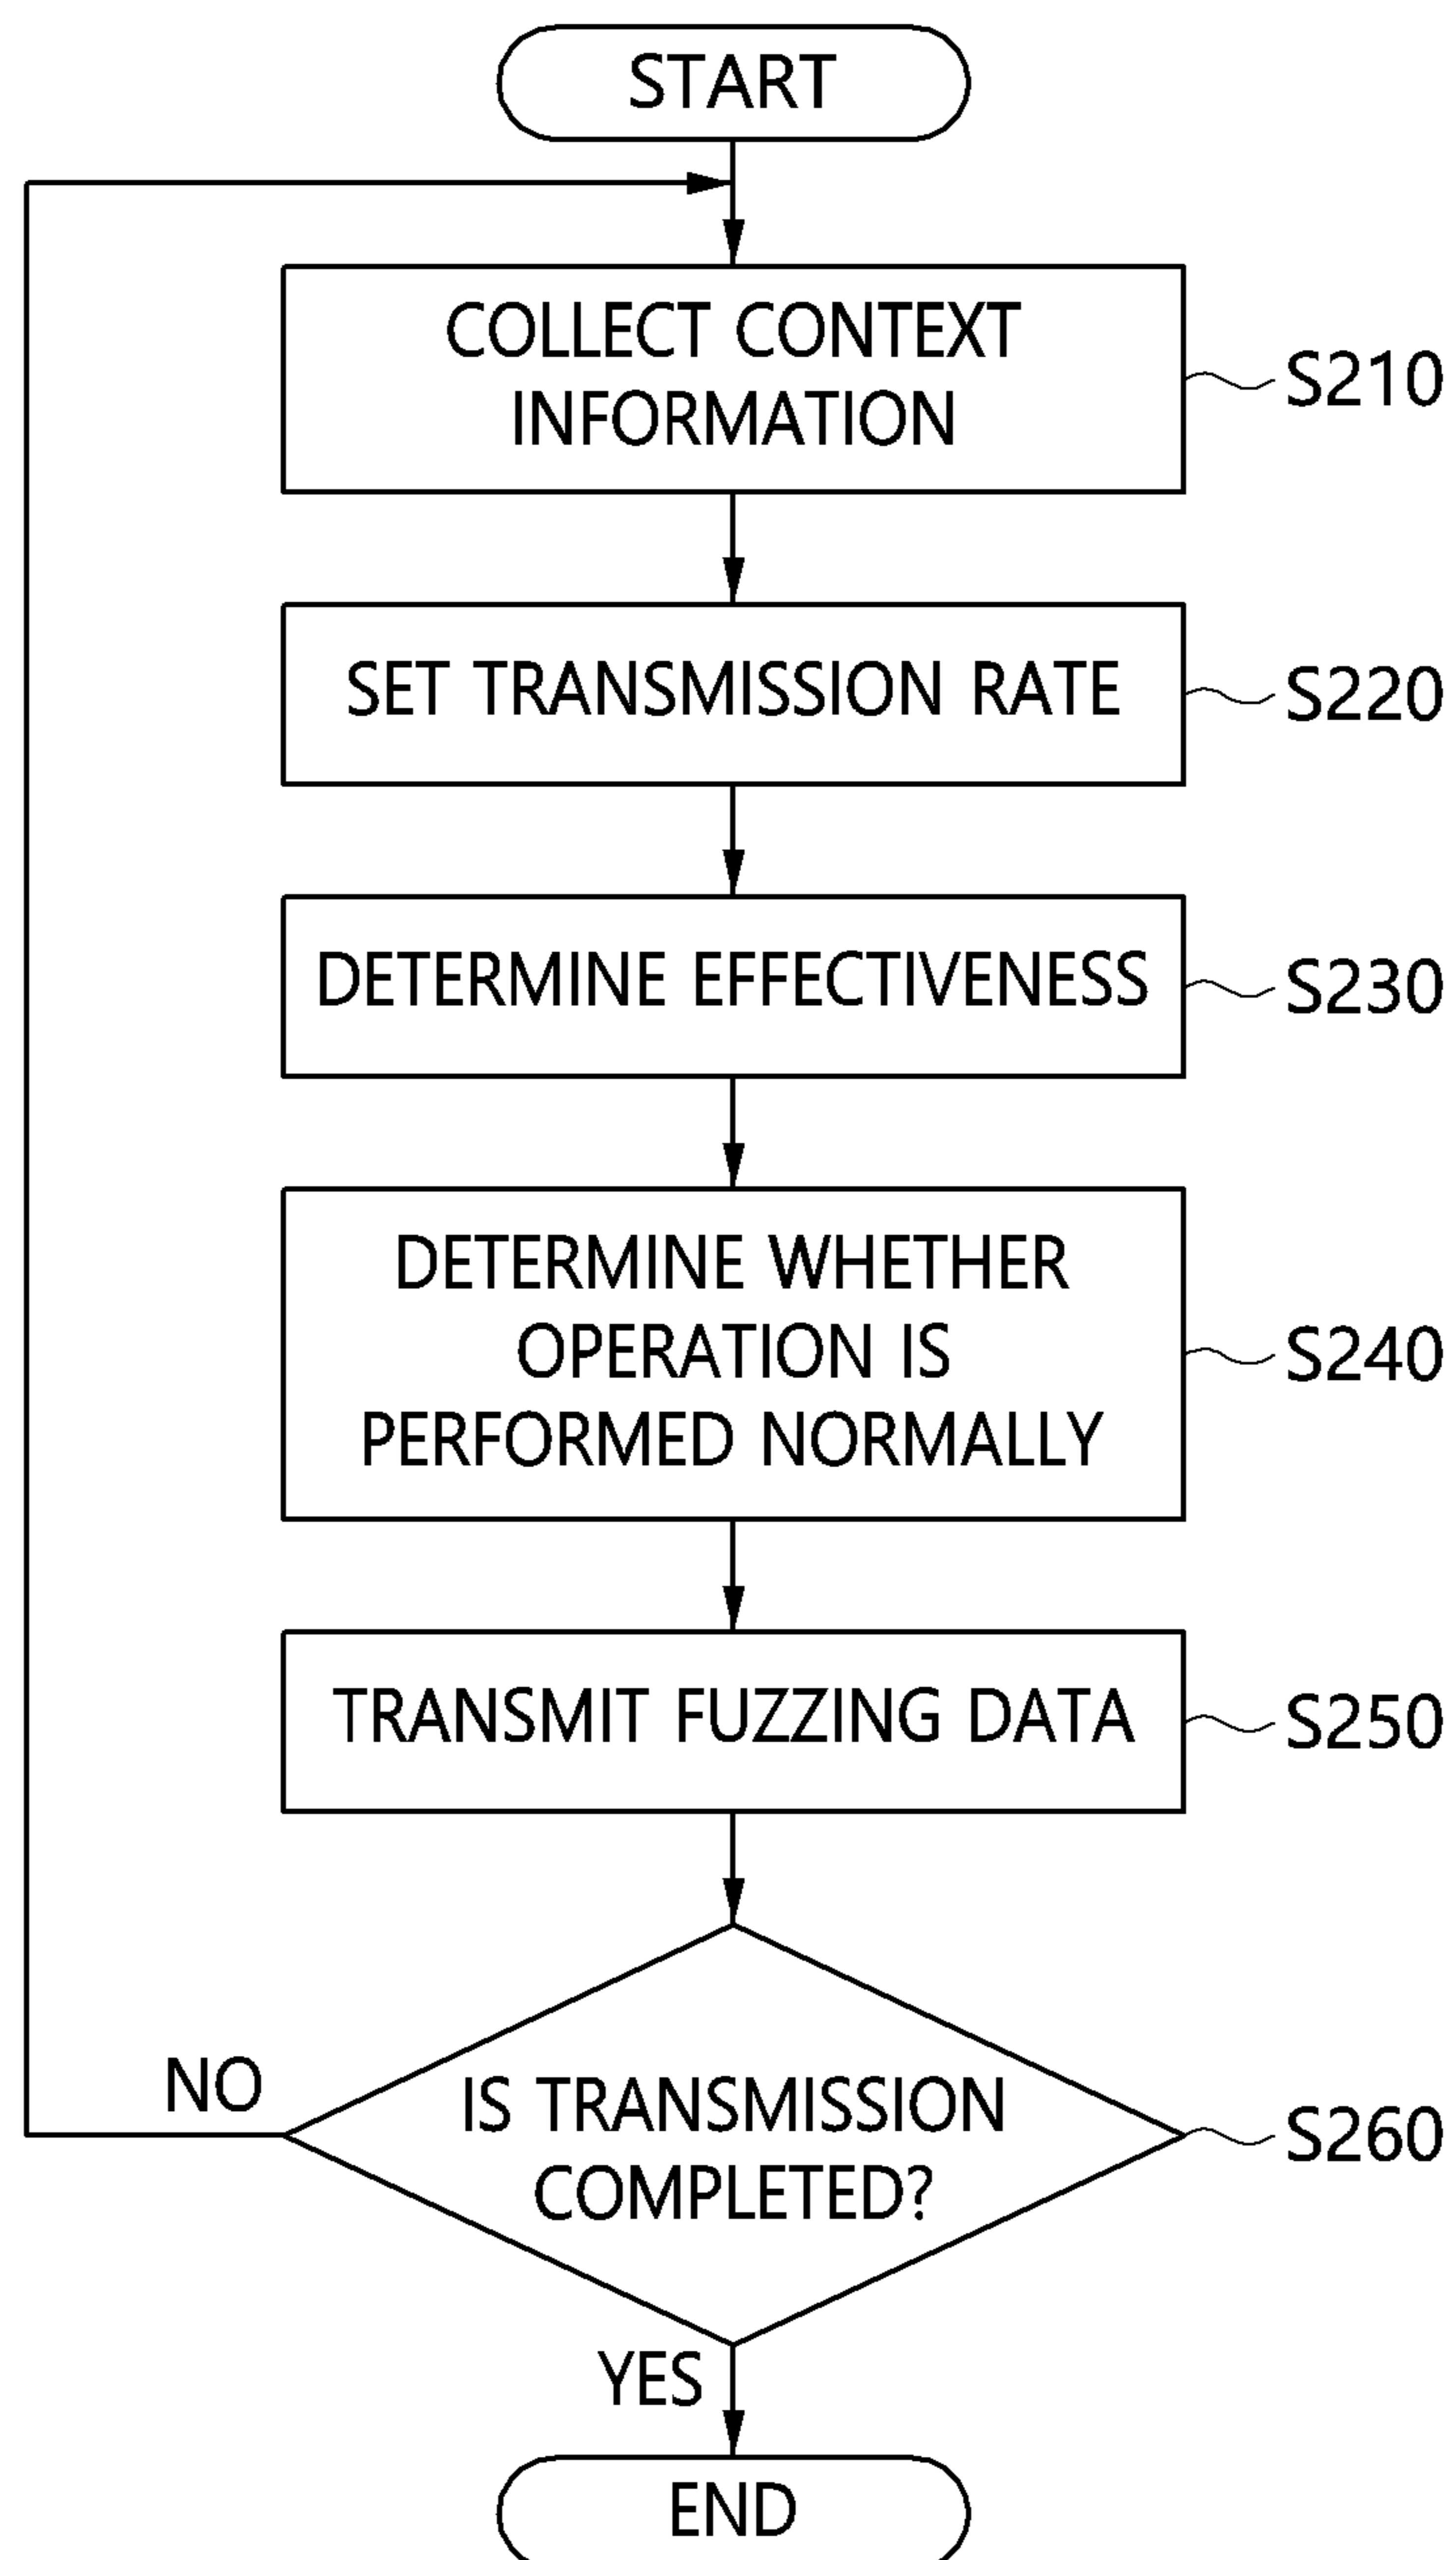 START
COLLECT CONTEXT
INFORMATION
S210
SET TRANSMISSION RATE
S220
DETERMINE EFFECTIVENESS
S230
DETERMINE WHETHER
OPERATION IS
PERFORMED NORMALLY
S240
TRANSMIT FUZZING DATA
S250
NO
IS TRANSMISSION
COMPLETED?
S260
YES
END